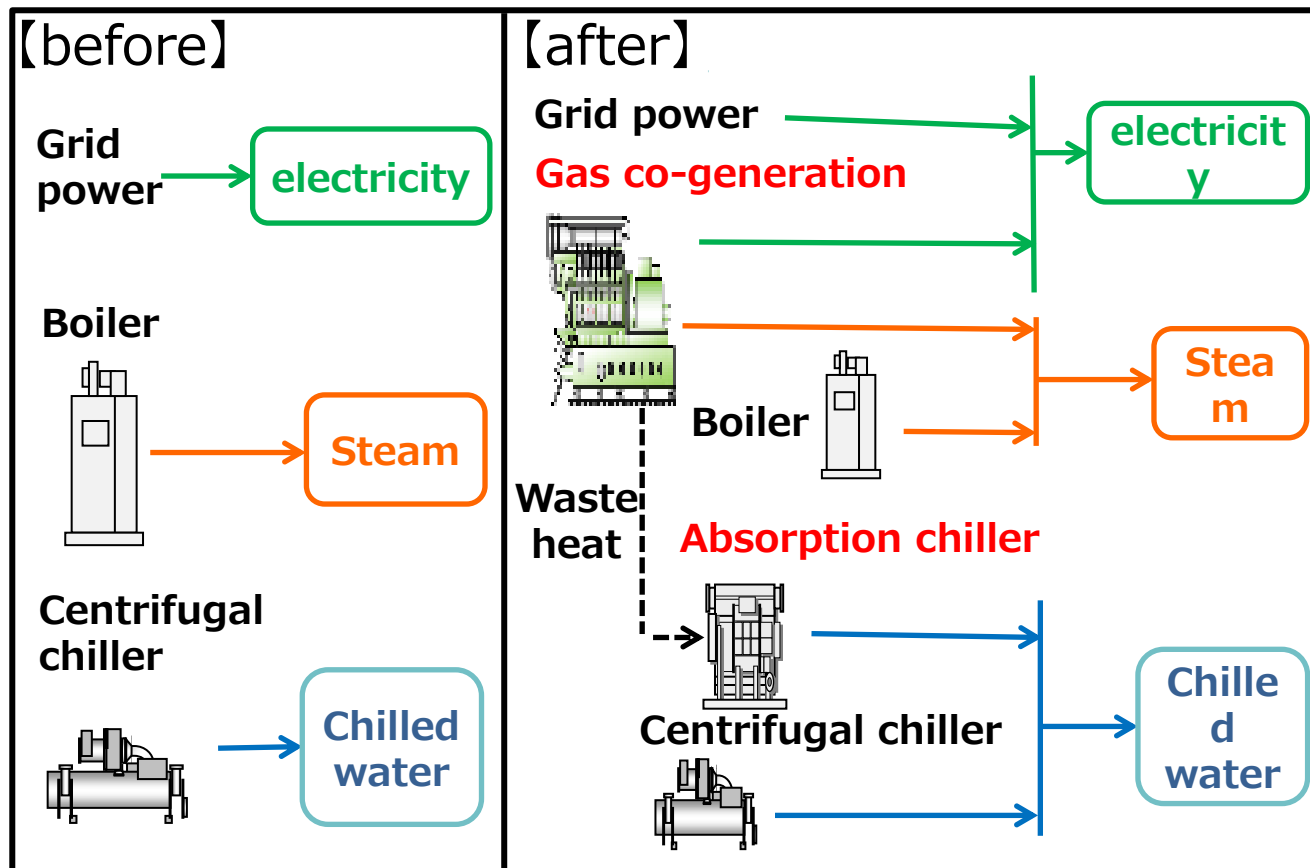 【before】
Grid
power
electricity
Boiler
Steam
Centrifugal
chiller
Chilled
water
【after】
Grid power
electricit
y
Gas co-generation
Boiler
Stea
m
Waste
heat
Absorption chiller
Centrifugal chiller
Chille
d
water